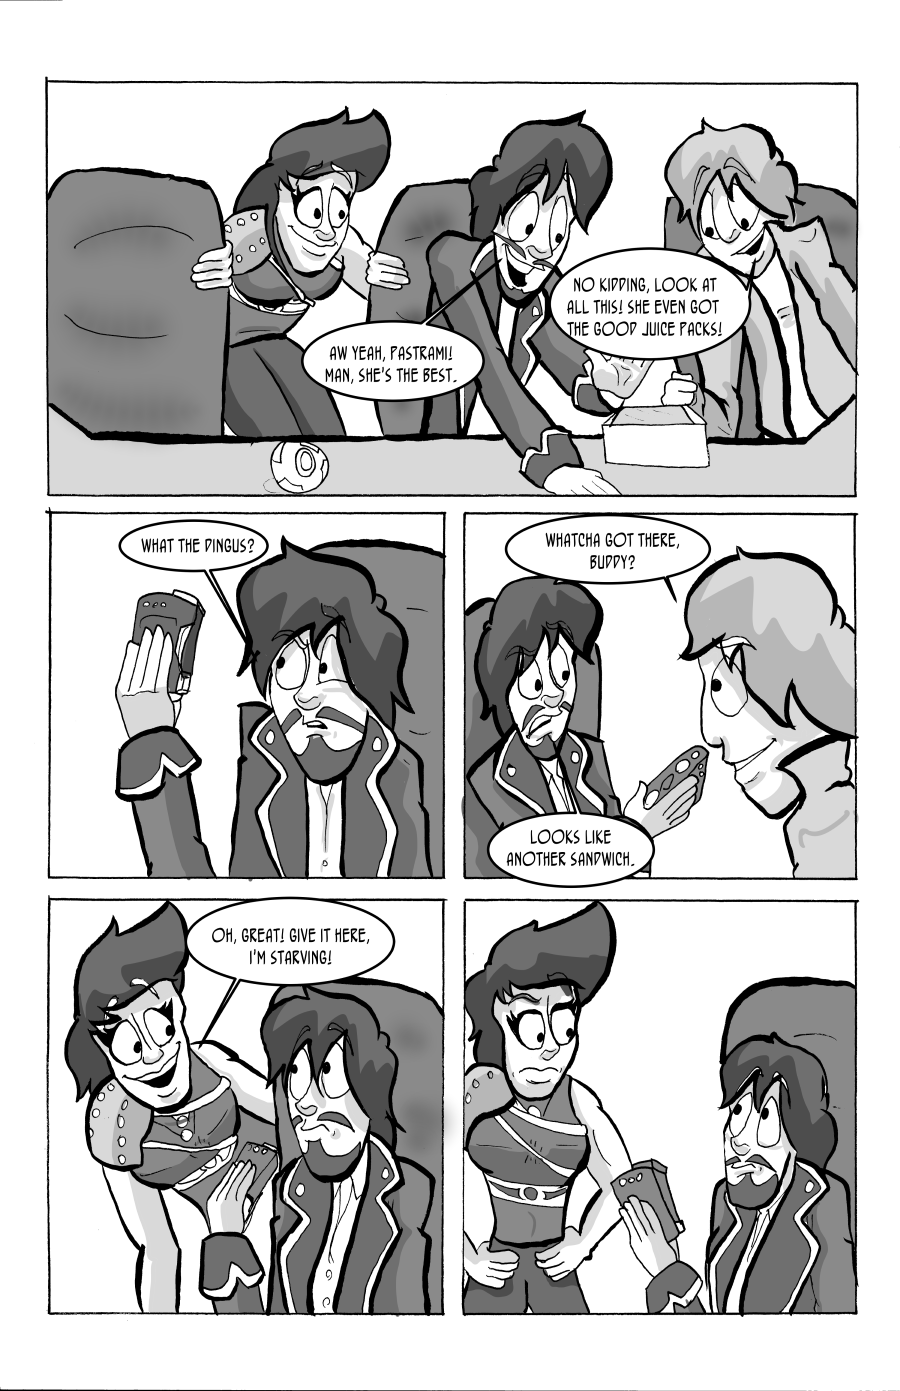 AW YEAH, PASTRAMI!
MAN, SHE'S THE BEST.
NO KIDDING, LOOK AT
ALL THIS! SHE EVEN GOT
THE GOOD JUICE PACKS!
WHAT THE DINGUS?
WHATCHA GOT THERE,
BUDDY?
LOOKS LIKE
ANOTHER SANDWICH.
OH, GREAT! GIVE IT HERE,
I'M STARVING!